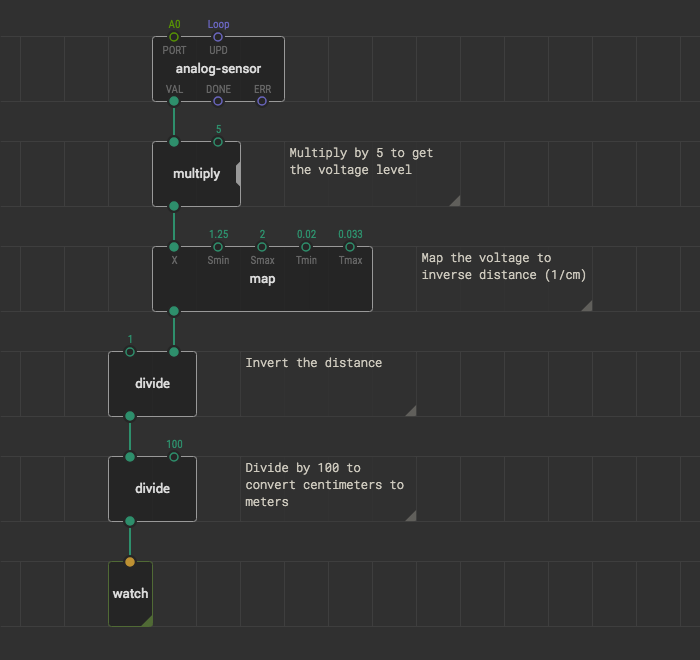 A0 Loop
PORT UPD
analog-sensor
VAL DONE ERR
5
multiply
Multiply by 5 to get
the voltage level
1.25 2 0.02 0.033
X Smin Smax Tmin Tmax
map
Map the voltage to
inverse distance (1/cm)
1
divide
Invert the distance
100
divide
Divide by 100 to
convert centimeters to
meters
watch